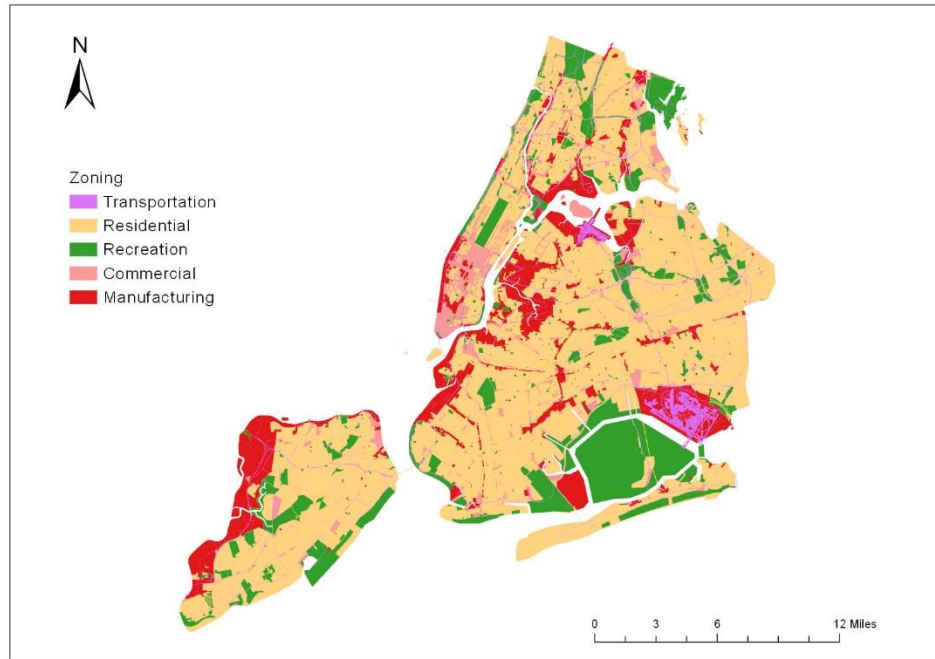 N
Zoning
Transportation
Residential
Recreation
Commercial
Manufacturing
0 3 6 12 Miles